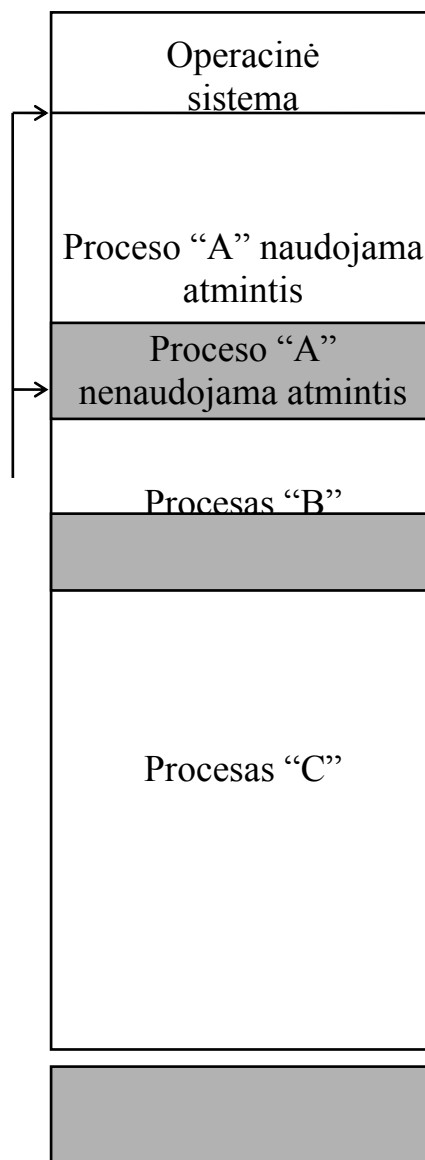 Operacinė
sistema
Proceso “A” naudojama
atmintis
Proceso “A”
nenaudojama atmintis
Procesas “B”
Procesas “C”